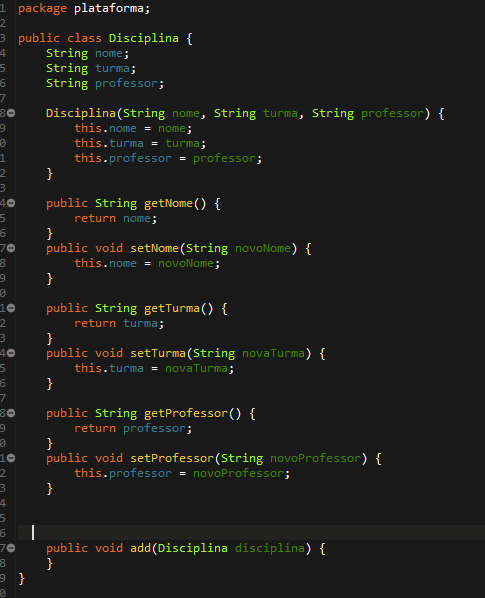 1 package plataforma;
2
3 public class Disciplina {
4     String nome;
5     String turma;
6     String professor;
7
8     Disciplina(String nome, String turma, String professor) {
9         this.nome = nome;
0         this.turma = turma;
1         this.professor = professor;
2     }
3
4     public String getNome() {
5         return nome;
6     }
7     public void setNome(String novoNome) {
8         this.nome = novoNome;
9     }
0
1     public String getTurma() {
2         return turma;
3     }
4     public void setTurma(String novaTurma) {
5         this.turma = novaTurma;
6     }
7
8     public String getProfessor() {
9         return professor;
0     }
1     public void setProfessor(String novoProfessor) {
2         this.professor = novoProfessor;
3     }
4
5
6
7     public void add(Disciplina disciplina) {
8     }
9 }
0